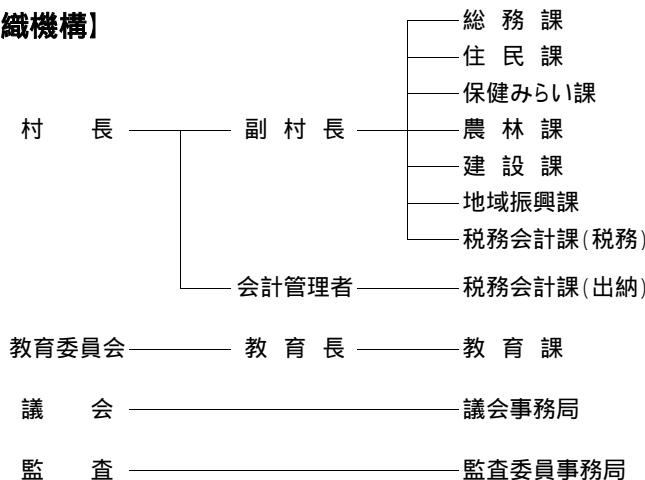 織機構】
総務課
住民課
保健みらい課
村長 副村長 農林課
建設課
地域振興課
税務会計課(税務)
会計管理者 税務会計課(出納)
教育委員会 教育長 教育課
議会 議会事務局
監査 監査委員事務局